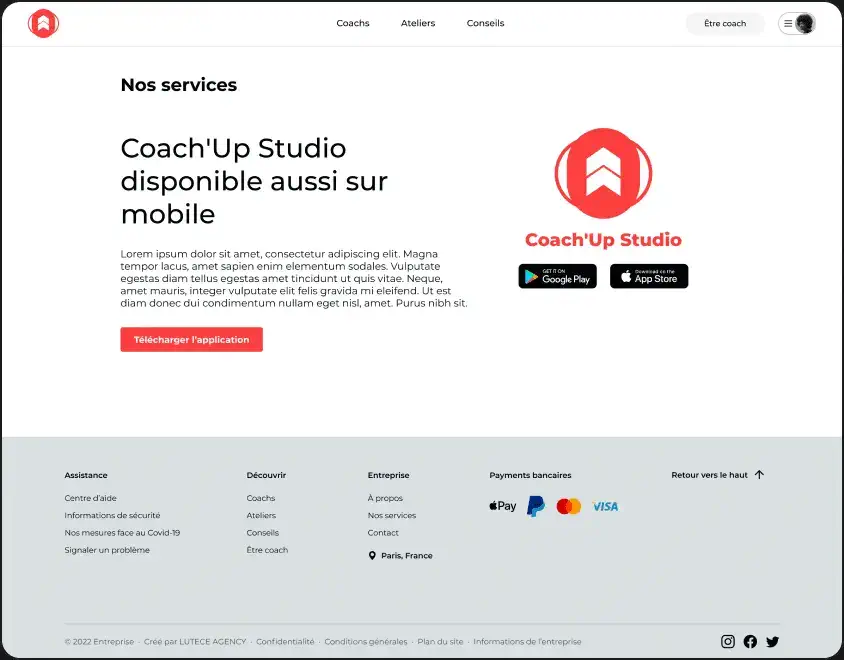 Coachs Ateliers Conseils Être coach
Nos services
Coach'Up Studio
disponible aussi sur
mobile
Lorem ipsum dolor sit amet, consectetur adipiscing elit. Magna
tempor lacus, amet sapien enim elementum sodales. Vulputate
egestas diam tellus egestas amet tincidunt ut quis vitae. Neque,
amet mauris, integer vulputate elit felis gravida mi eleifend. Ut est
diam donec dui condimentum nullam eget nisl, amet. Purus nibh sit.
Télécharger l'application
Coach'Up Studio
GET IT ON
Google Play
Download on the
App Store
Assistance
Centre d'aide
Informations de sécurité
Nos mesures face au Covid-19
Signaler un problème
Découvrir
Coachs
Ateliers
Conseils
Être coach
Entreprise
À propos
Nos services
Contact
Paris, France
Payments bancaires
Pay
VISA
Retour vers le haut
© 2022 Entreprise · Créé par LUTECE AGENCY · Confidentialité · Conditions générales · Plan du site · Informations de l'entreprise